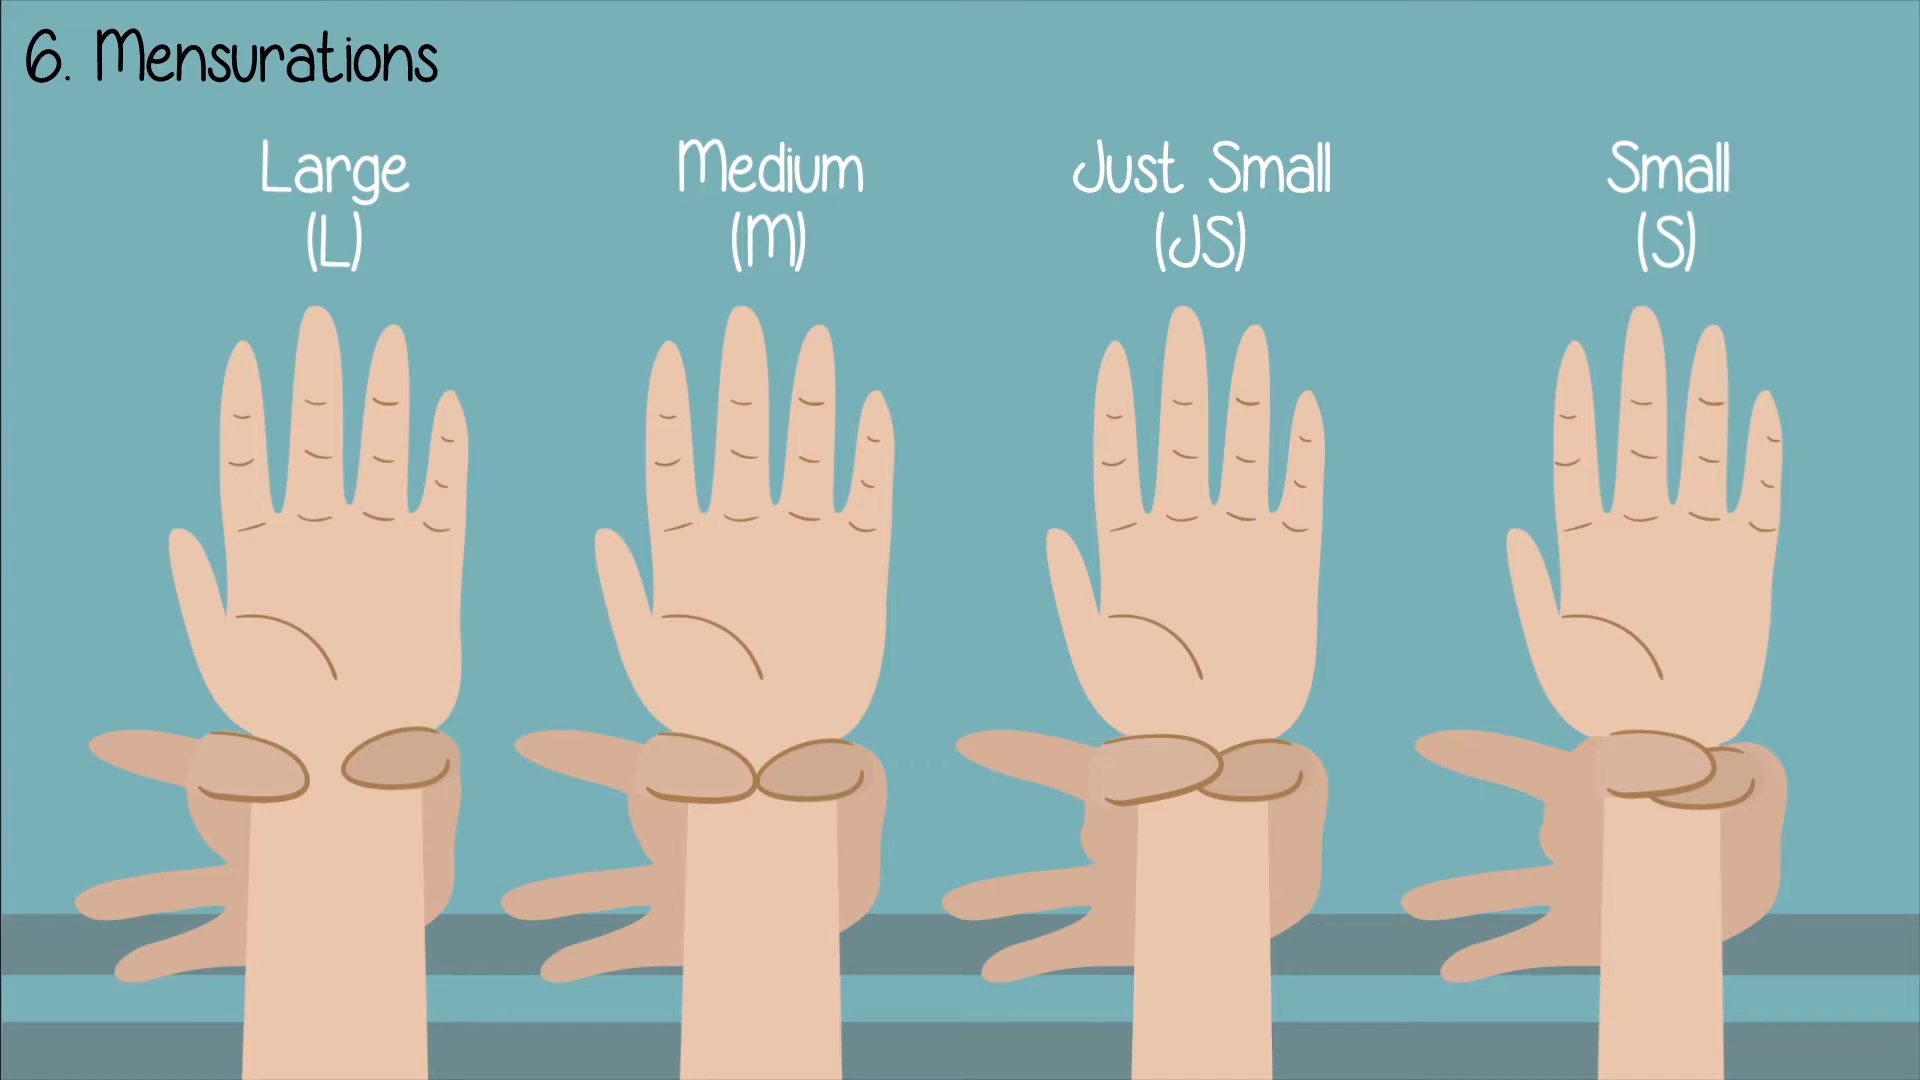 6. Mensurations
Large
(L)
Medium
(M)
Just Small
(JS)
Small
(S)